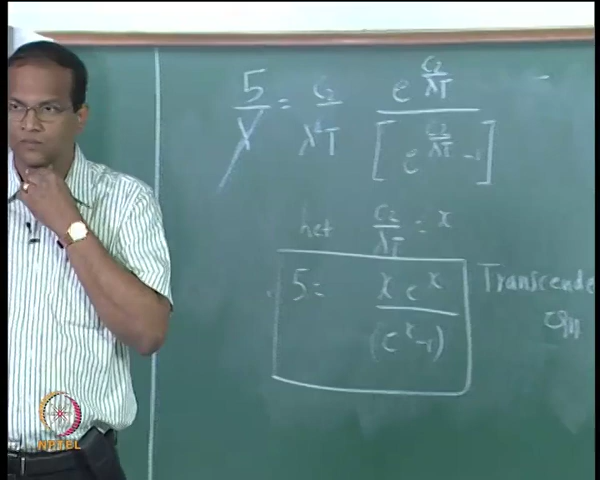 5/λ = C₂/λ²T e^(C₂/λT) / [e^(C₂/λT) - 1]
Let C₂/λT = x
5 = x e^x / (e^x - 1) Transcende
eqn
NPTEL